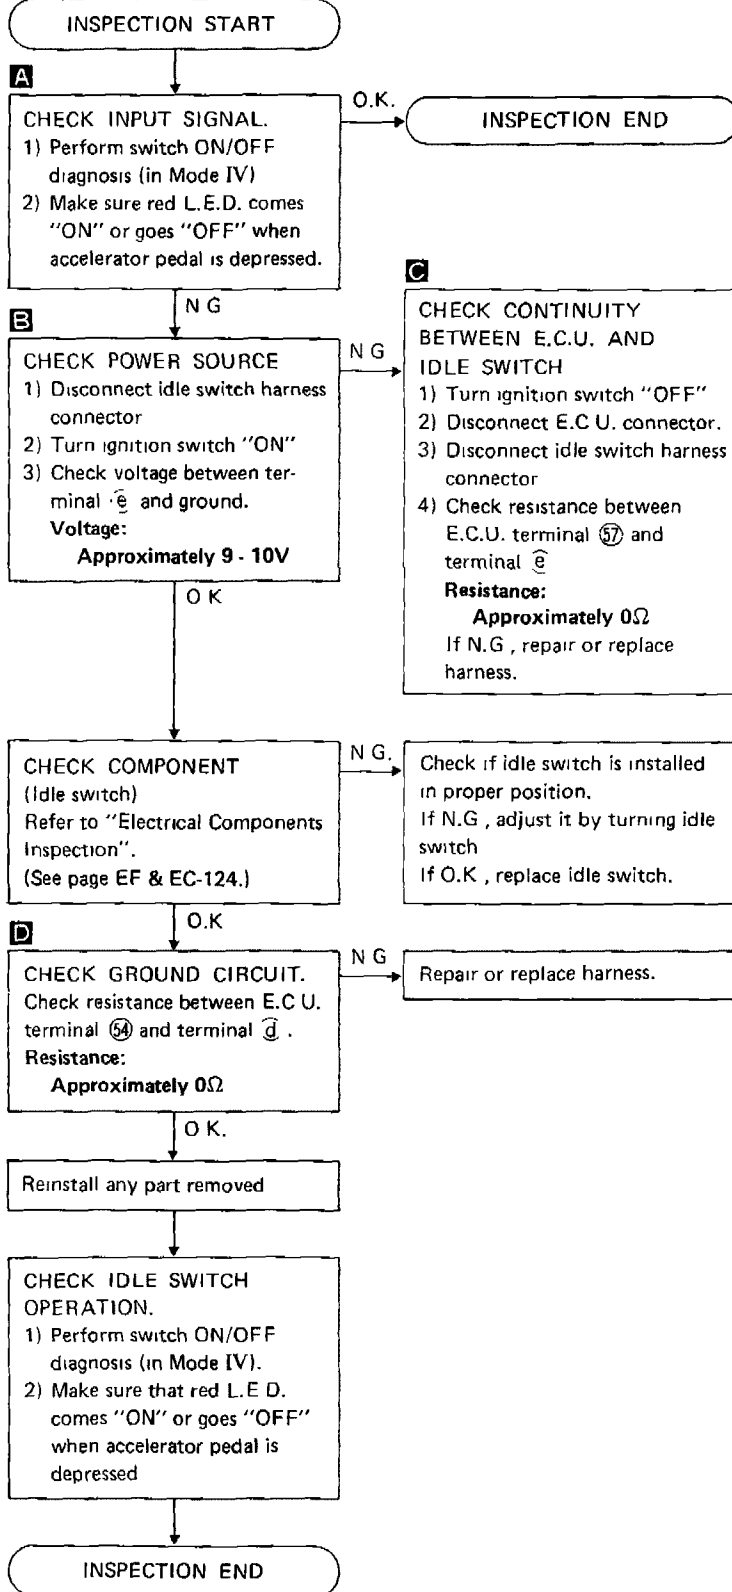 INSPECTION START
A
CHECK INPUT SIGNAL.
1) Perform switch ON/OFF
diagnosis (in Mode IV)
2) Make sure red L.E.D. comes
"ON" or goes "OFF" when
accelerator pedal is depressed.
O.K.
INSPECTION END
N G
B
CHECK POWER SOURCE
1) Disconnect idle switch harness
connector
2) Turn ignition switch "ON"
3) Check voltage between ter-
minal ⓔ and ground.
Voltage:
Approximately 9 - 10V
N G
C
CHECK CONTINUITY
BETWEEN E.C.U. AND
IDLE SWITCH
1) Turn ignition switch "OFF"
2) Disconnect E.C U. connector.
3) Disconnect idle switch harness
connector
4) Check resistance between
E.C.U. terminal ㊼ and
terminal ⓔ
Resistance:
Approximately 0Ω
If N.G , repair or replace
harness.
O K
CHECK COMPONENT
(Idle switch)
Refer to "Electrical Components
Inspection".
(See page EF & EC-124.)
N G.
Check if idle switch is installed
in proper position.
If N.G , adjust it by turning idle
switch
If O.K , replace idle switch.
O.K
D
CHECK GROUND CIRCUIT.
Check resistance between E.C U.
terminal 54 and terminal ⓓ .
Resistance:
Approximately 0Ω
N G
Repair or replace harness.
O K.
Reinstall any part removed
CHECK IDLE SWITCH
OPERATION.
1) Perform switch ON/OFF
diagnosis (in Mode IV).
2) Make sure that red L.E D.
comes "ON" or goes "OFF"
when accelerator pedal is
depressed
INSPECTION END